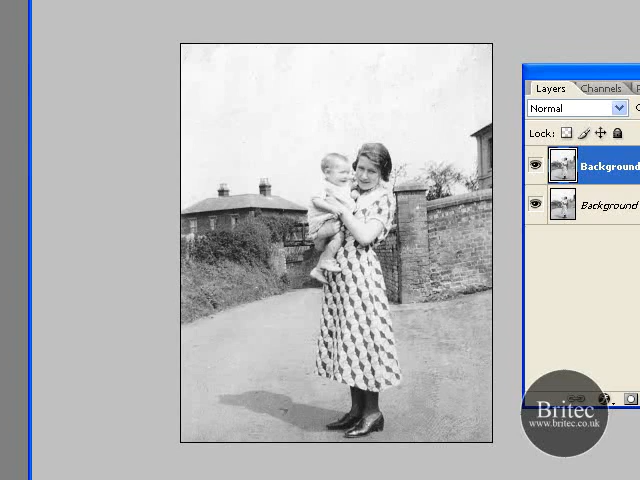 Layers
Channels
Normal
Lock:
Background
Background
Britec
www.britec.co.uk